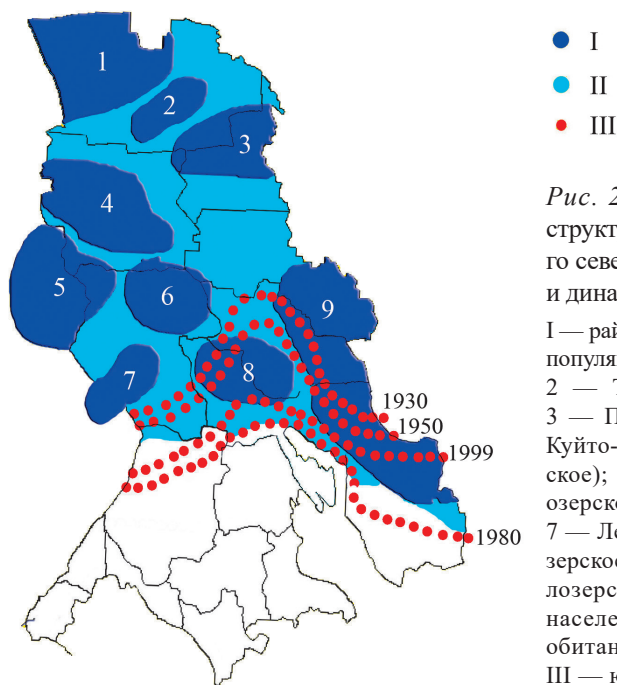 1
2
3
4
5
6
7
8
9
1930
1950
1999
1980
I
II
III
Рис. 2
структ
го севе
и дина
I — рай
популя
2 — Т
3 — П
Куйто-
ское);
озерско
7 — Ле
зерское
лозерс
населе
обитан
III — к